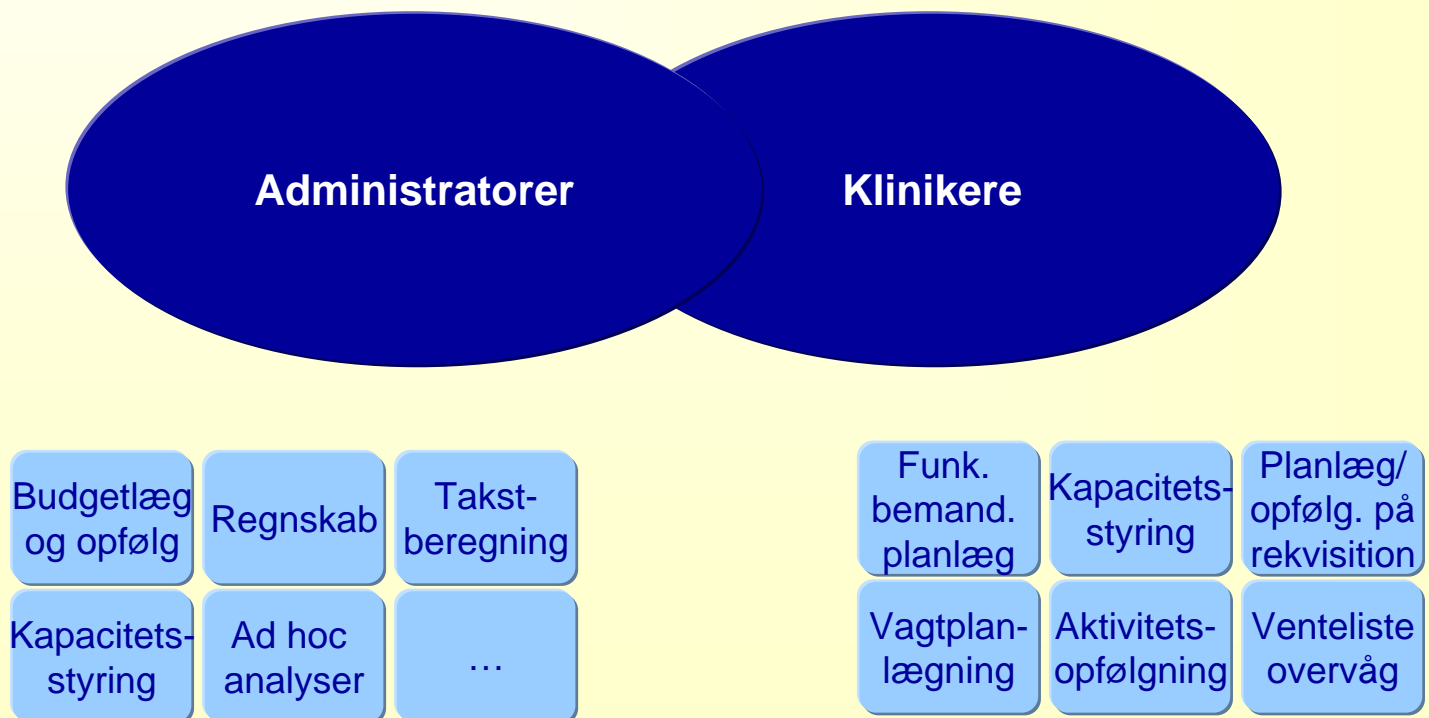 Administratorer
Klinikere
Budgetlæg
og opfølg
Regnskab
Takst-
beregning
Kapacitets-
styring
Ad hoc
analyser
…
Funk.
bemand.
planlæg
Kapacitets-
styring
Planlæg/
opfølg. på
rekvisition
Vagtplan-
lægning
Aktivitets-
opfølgning
Venteliste
overvåg